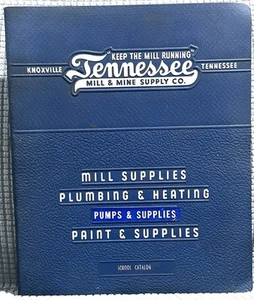 "KEEP THE MILL RUNNING"
KNOXVILLE Tennessee TENNESSEE
MILL & MINE SUPPLY CO.
MILL SUPPLIES
PLUMBING & HEATING
PUMPS & SUPPLIES
PAINT & SUPPLIES
SCHOOL CATALOG